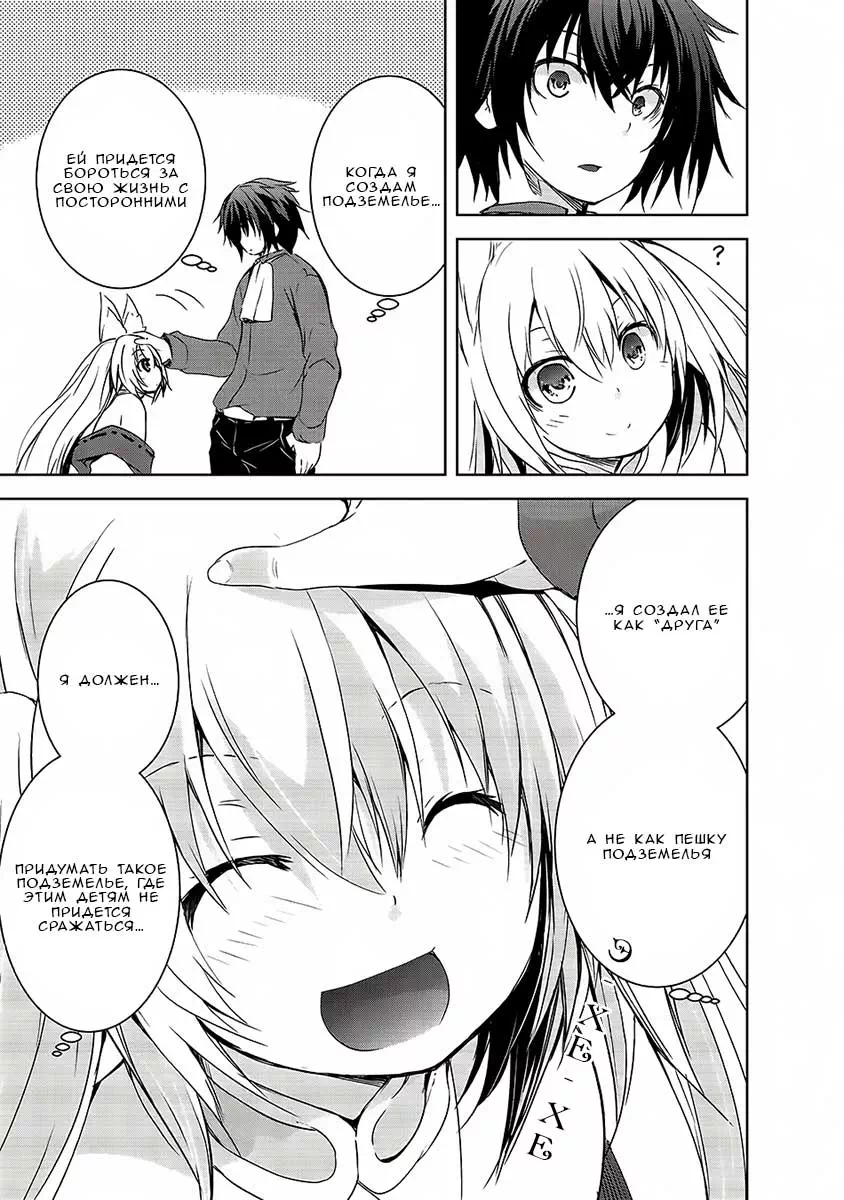 ?
КОГДА Я
СОЗДАМ
ПОДЗЕМЕЛЬЕ...
ЕЙ ПРИДЕТСЯ
БОРОТЬСЯ ЗА
СВОЮ ЖИЗНЬ С
ПОСТОРОННИМИ
...Я СОЗДАЛ ЕЕ
КАК "ДРУГА"
А НЕ КАК ПЕШКУ
ПОДЗЕМЕЛЬЯ
Я ДОЛЖЕН...
ПРИДУМАТЬ ТАКОЕ
ПОДЗЕМЕЛЬЕ, ГДЕ
ЭТИМ ДЕТЯМ НЕ
ПРИДЕТСЯ
СРАЖАТЬСЯ...
-ХЕ-ХЕ